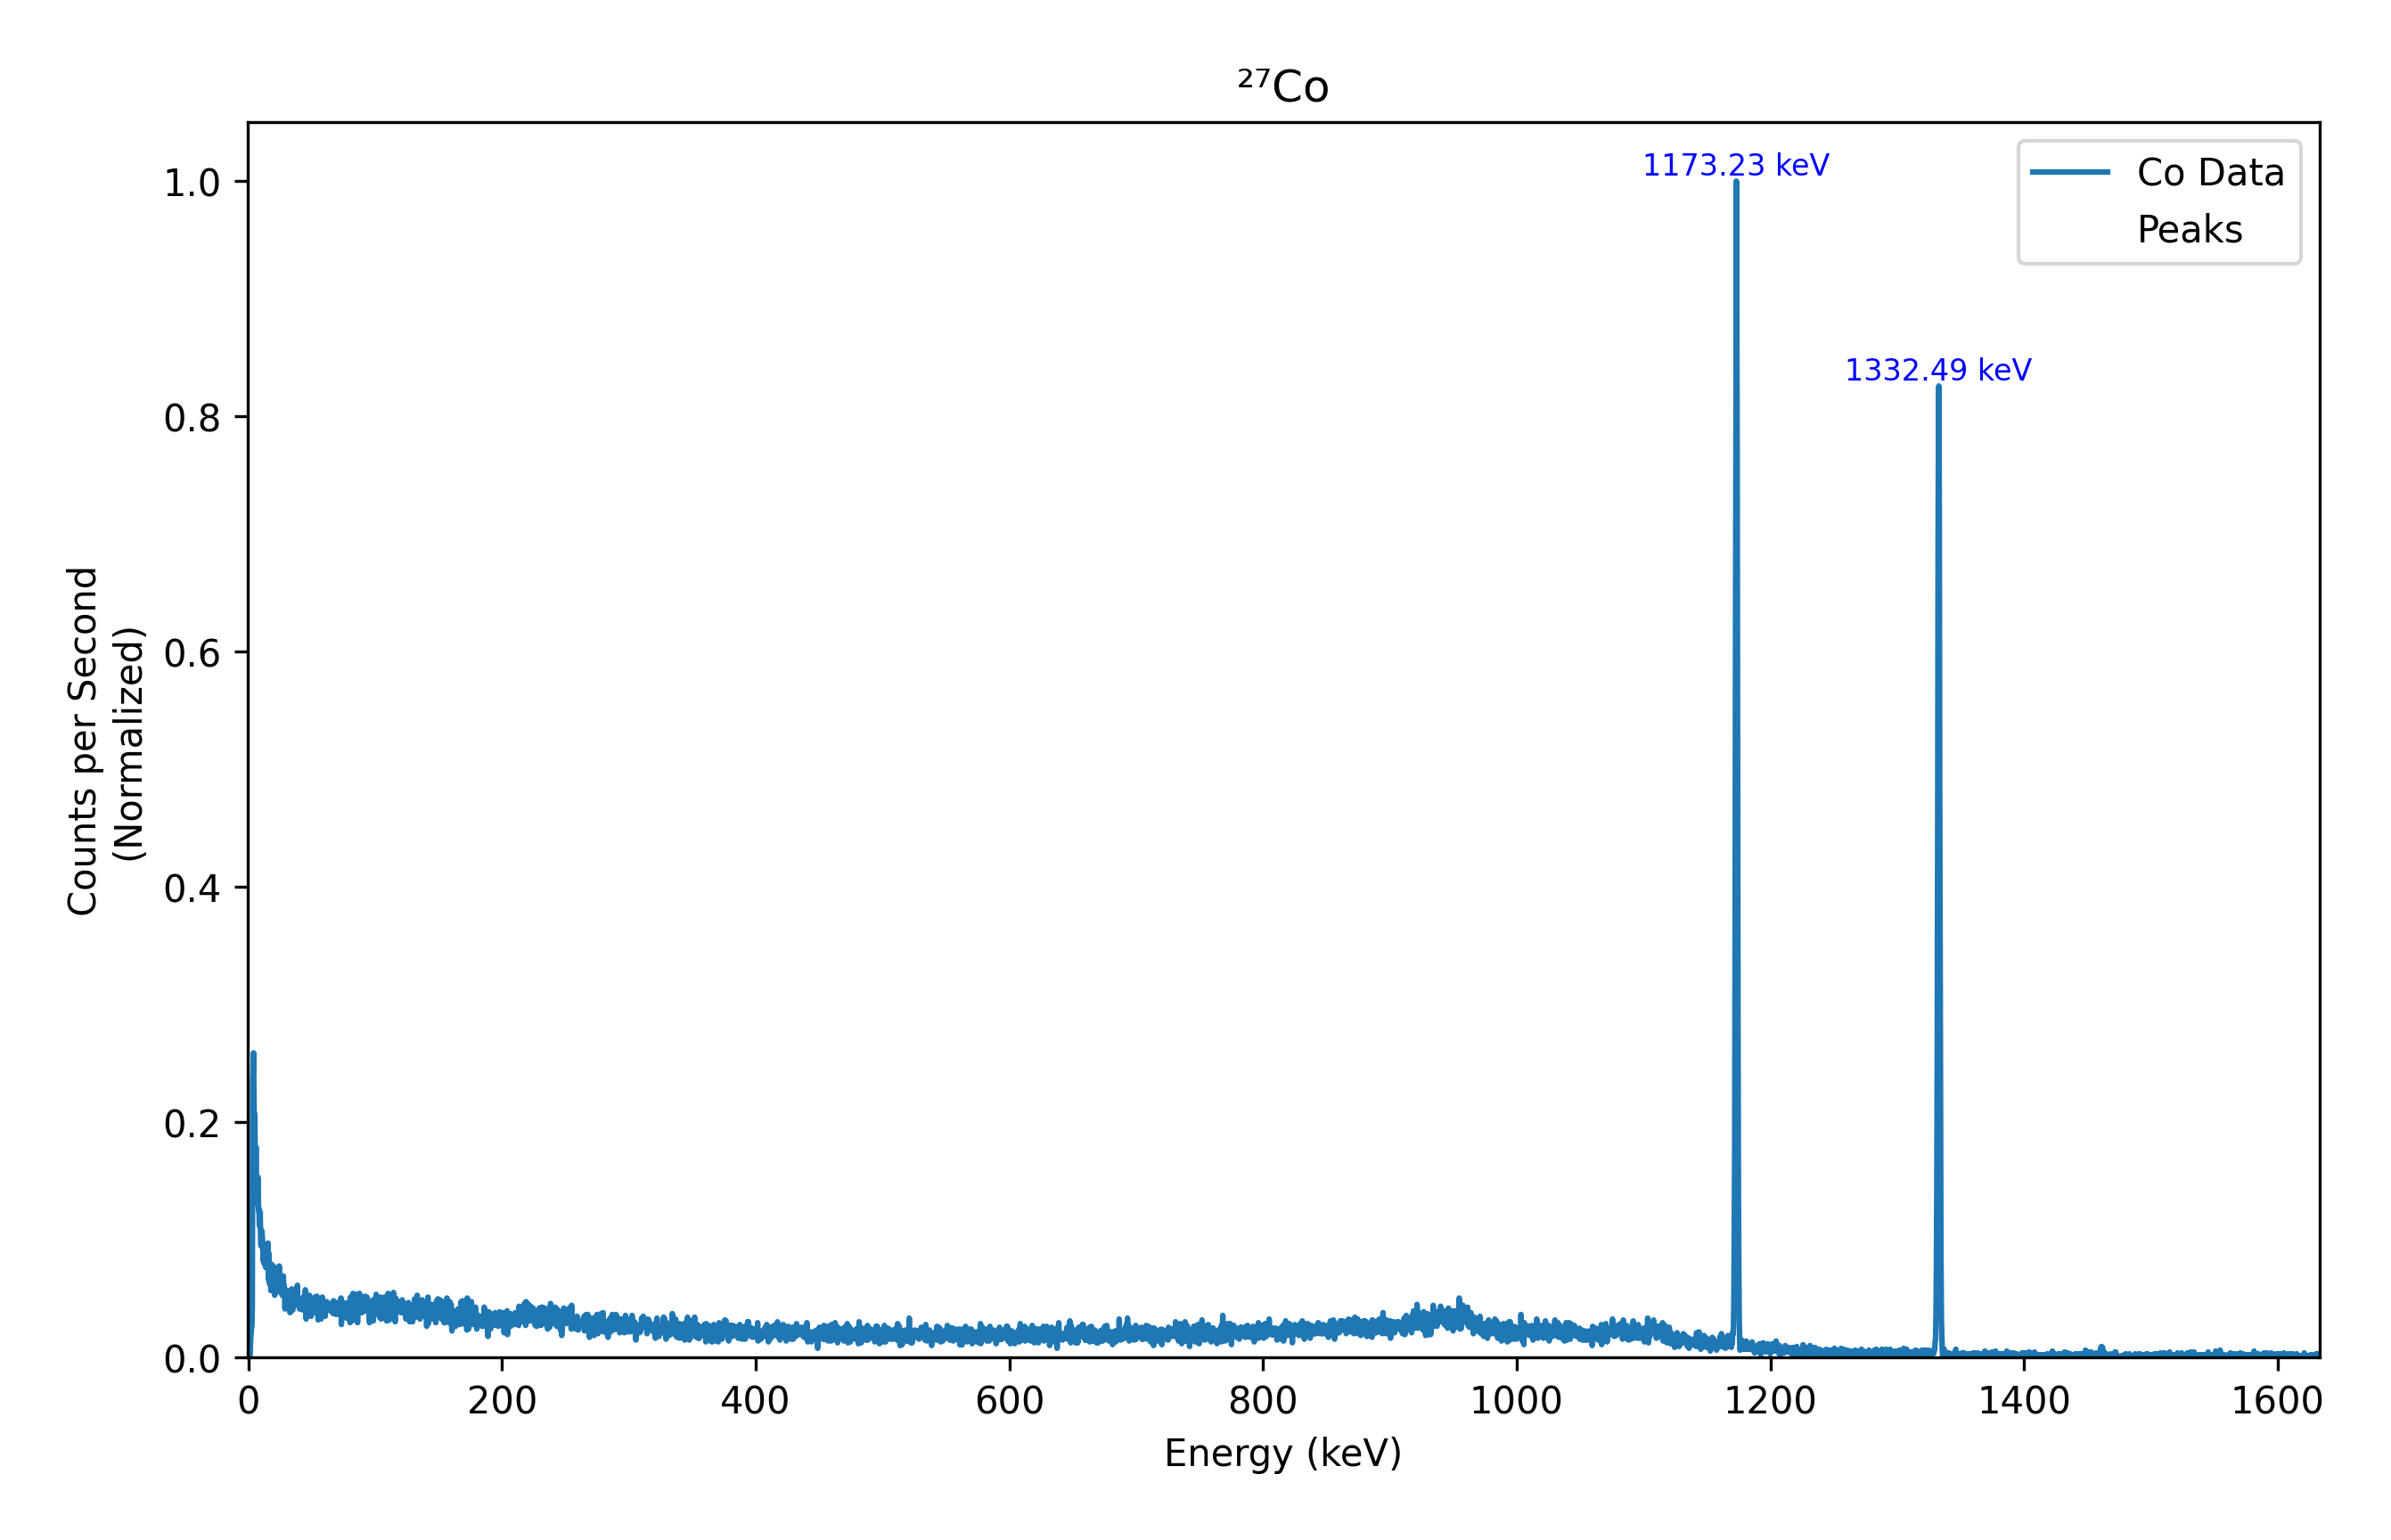 ²⁷Co
1173.23 keV
1332.49 keV
Co Data
Peaks
1.0
0.8
0.6
0.4
0.2
0.0
Counts per Second
(Normalized)
0
200
400
600
800
1000
1200
1400
1600
Energy (keV)